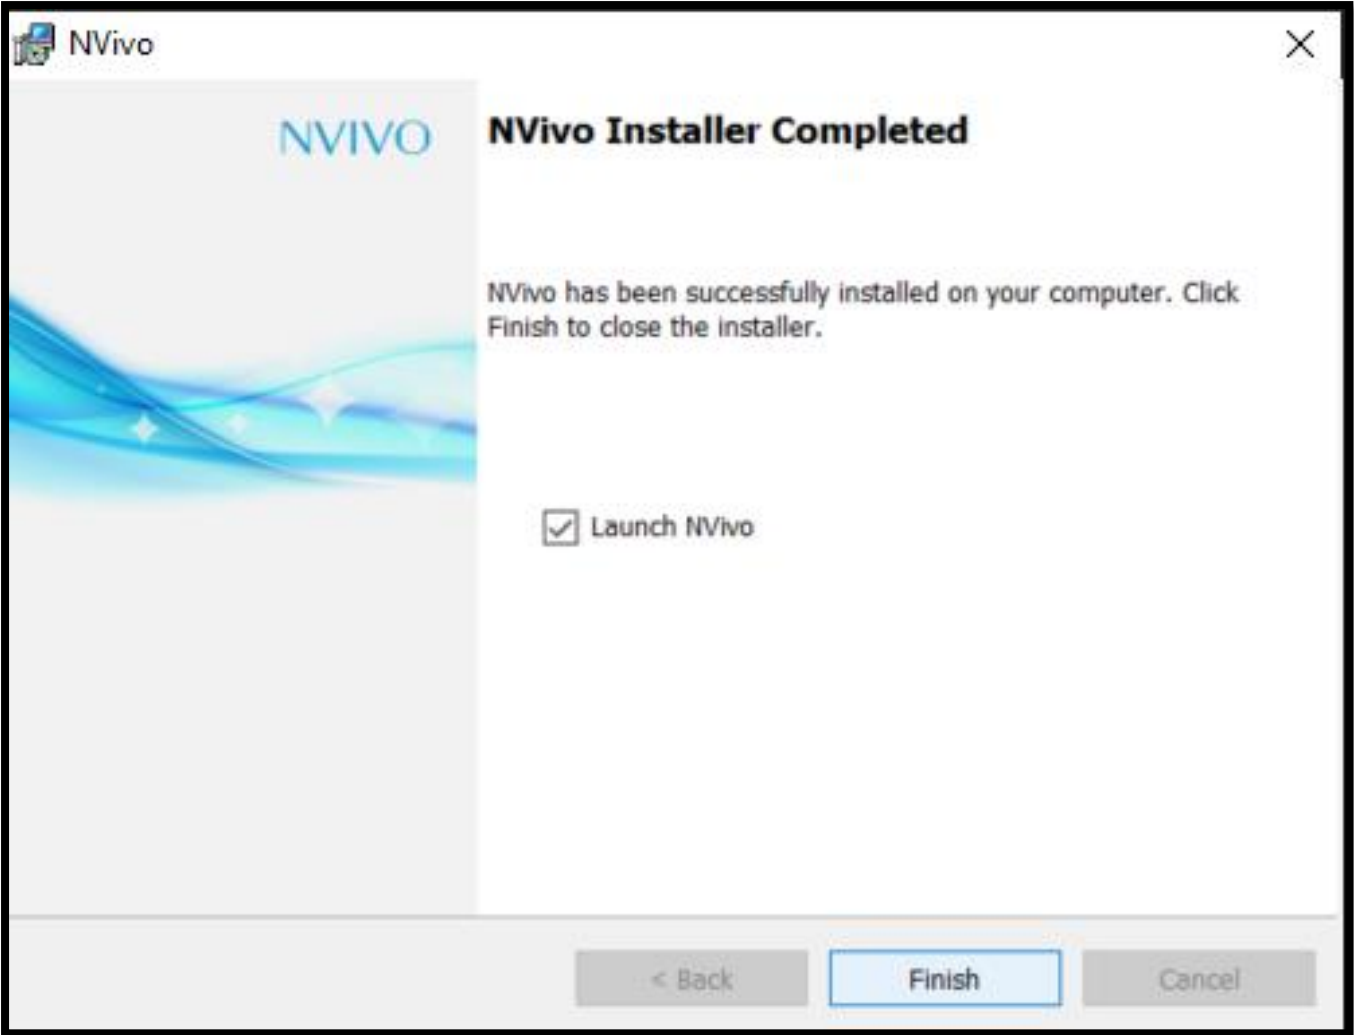 NVivo
NVIVO
NVivo Installer Completed
NVivo has been successfully installed on your computer. Click
Finish to close the installer.
Launch NVivo
< Back
Finish
Cancel